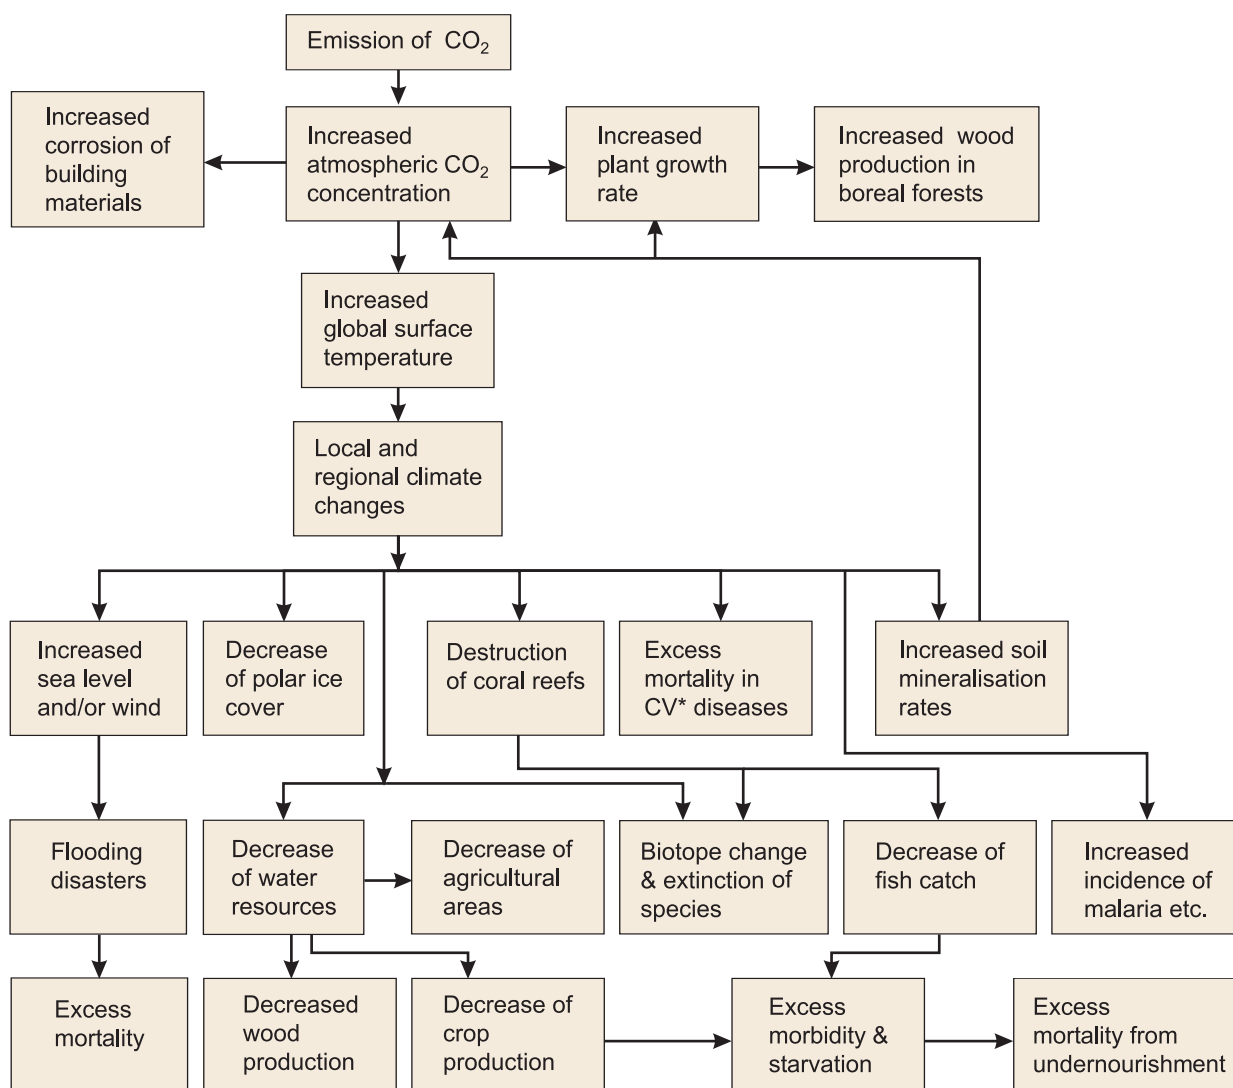 Emission of CO₂
Increased
corrosion of
building
materials
Increased
atmospheric CO₂
concentration
Increased
plant growth
rate
Increased wood
production in
boreal forests
Increased
global surface
temperature
Local and
regional climate
changes
Increased
sea level
and/or wind
Decrease
of polar ice
cover
Destruction
of coral reefs
Excess
mortality in
CV* diseases
Increased soil
mineralisation
rates
Flooding
disasters
Decrease
of water
resources
Decrease of
agricultural
areas
Biotope change
& extinction of
species
Decrease of
fish catch
Increased
incidence of
malaria etc.
Excess
mortality
Decreased
wood
production
Decrease of
crop
production
Excess
morbidity &
starvation
Excess
mortality from
undernourishment